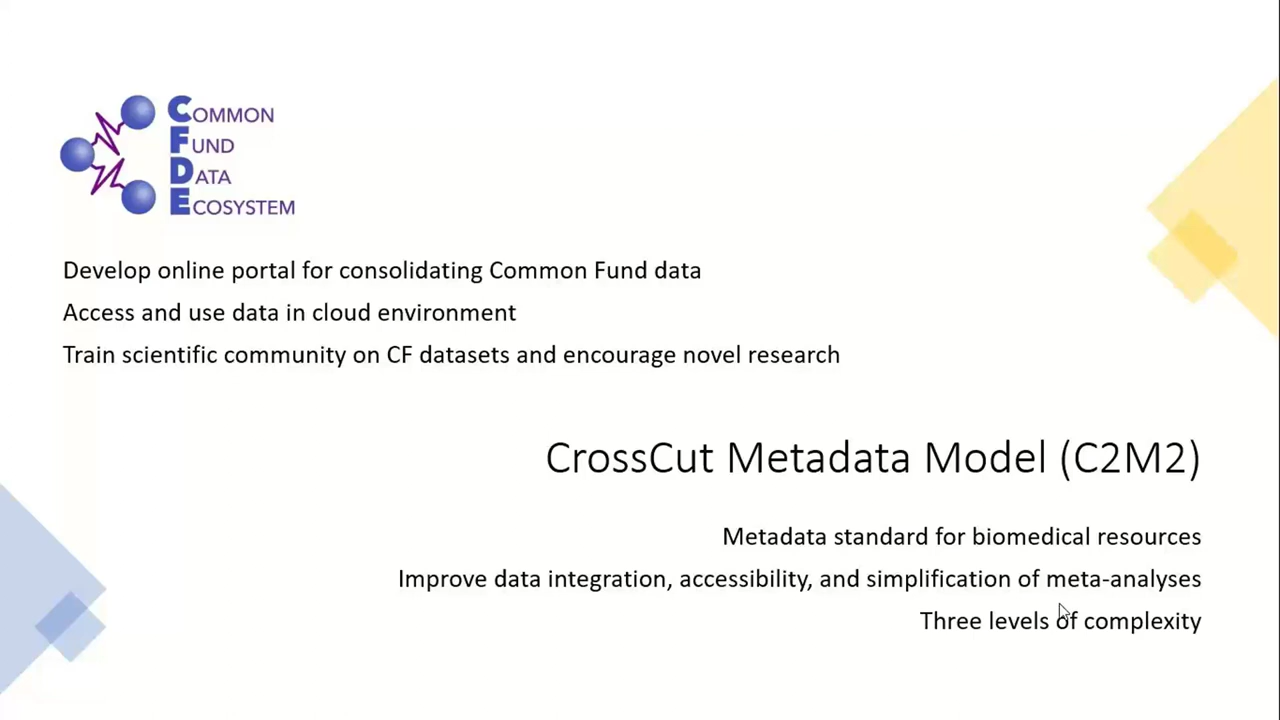 COMMON
FUND
DATA
ECOSYSTEM
Develop online portal for consolidating Common Fund data
Access and use data in cloud environment
Train scientific community on CF datasets and encourage novel research
CrossCut Metadata Model (C2M2)
Metadata standard for biomedical resources
Improve data integration, accessibility, and simplification of meta-analyses
Three levels of complexity